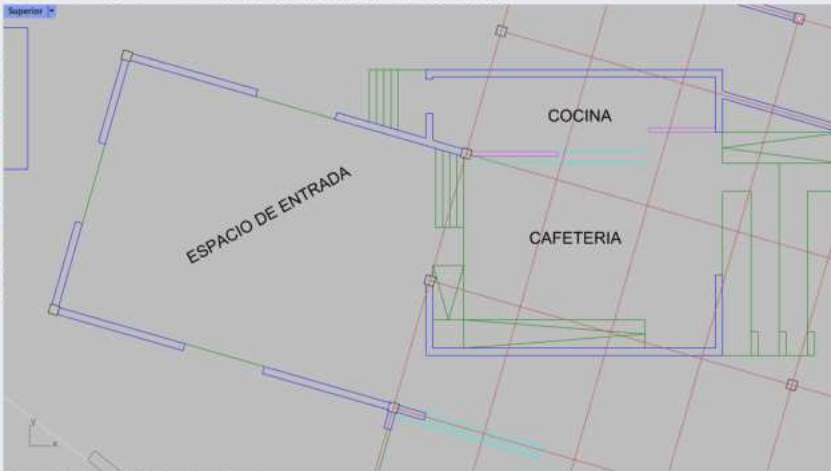 Superior
COCINA
ESPACIO DE ENTRADA
CAFETERIA
y
x